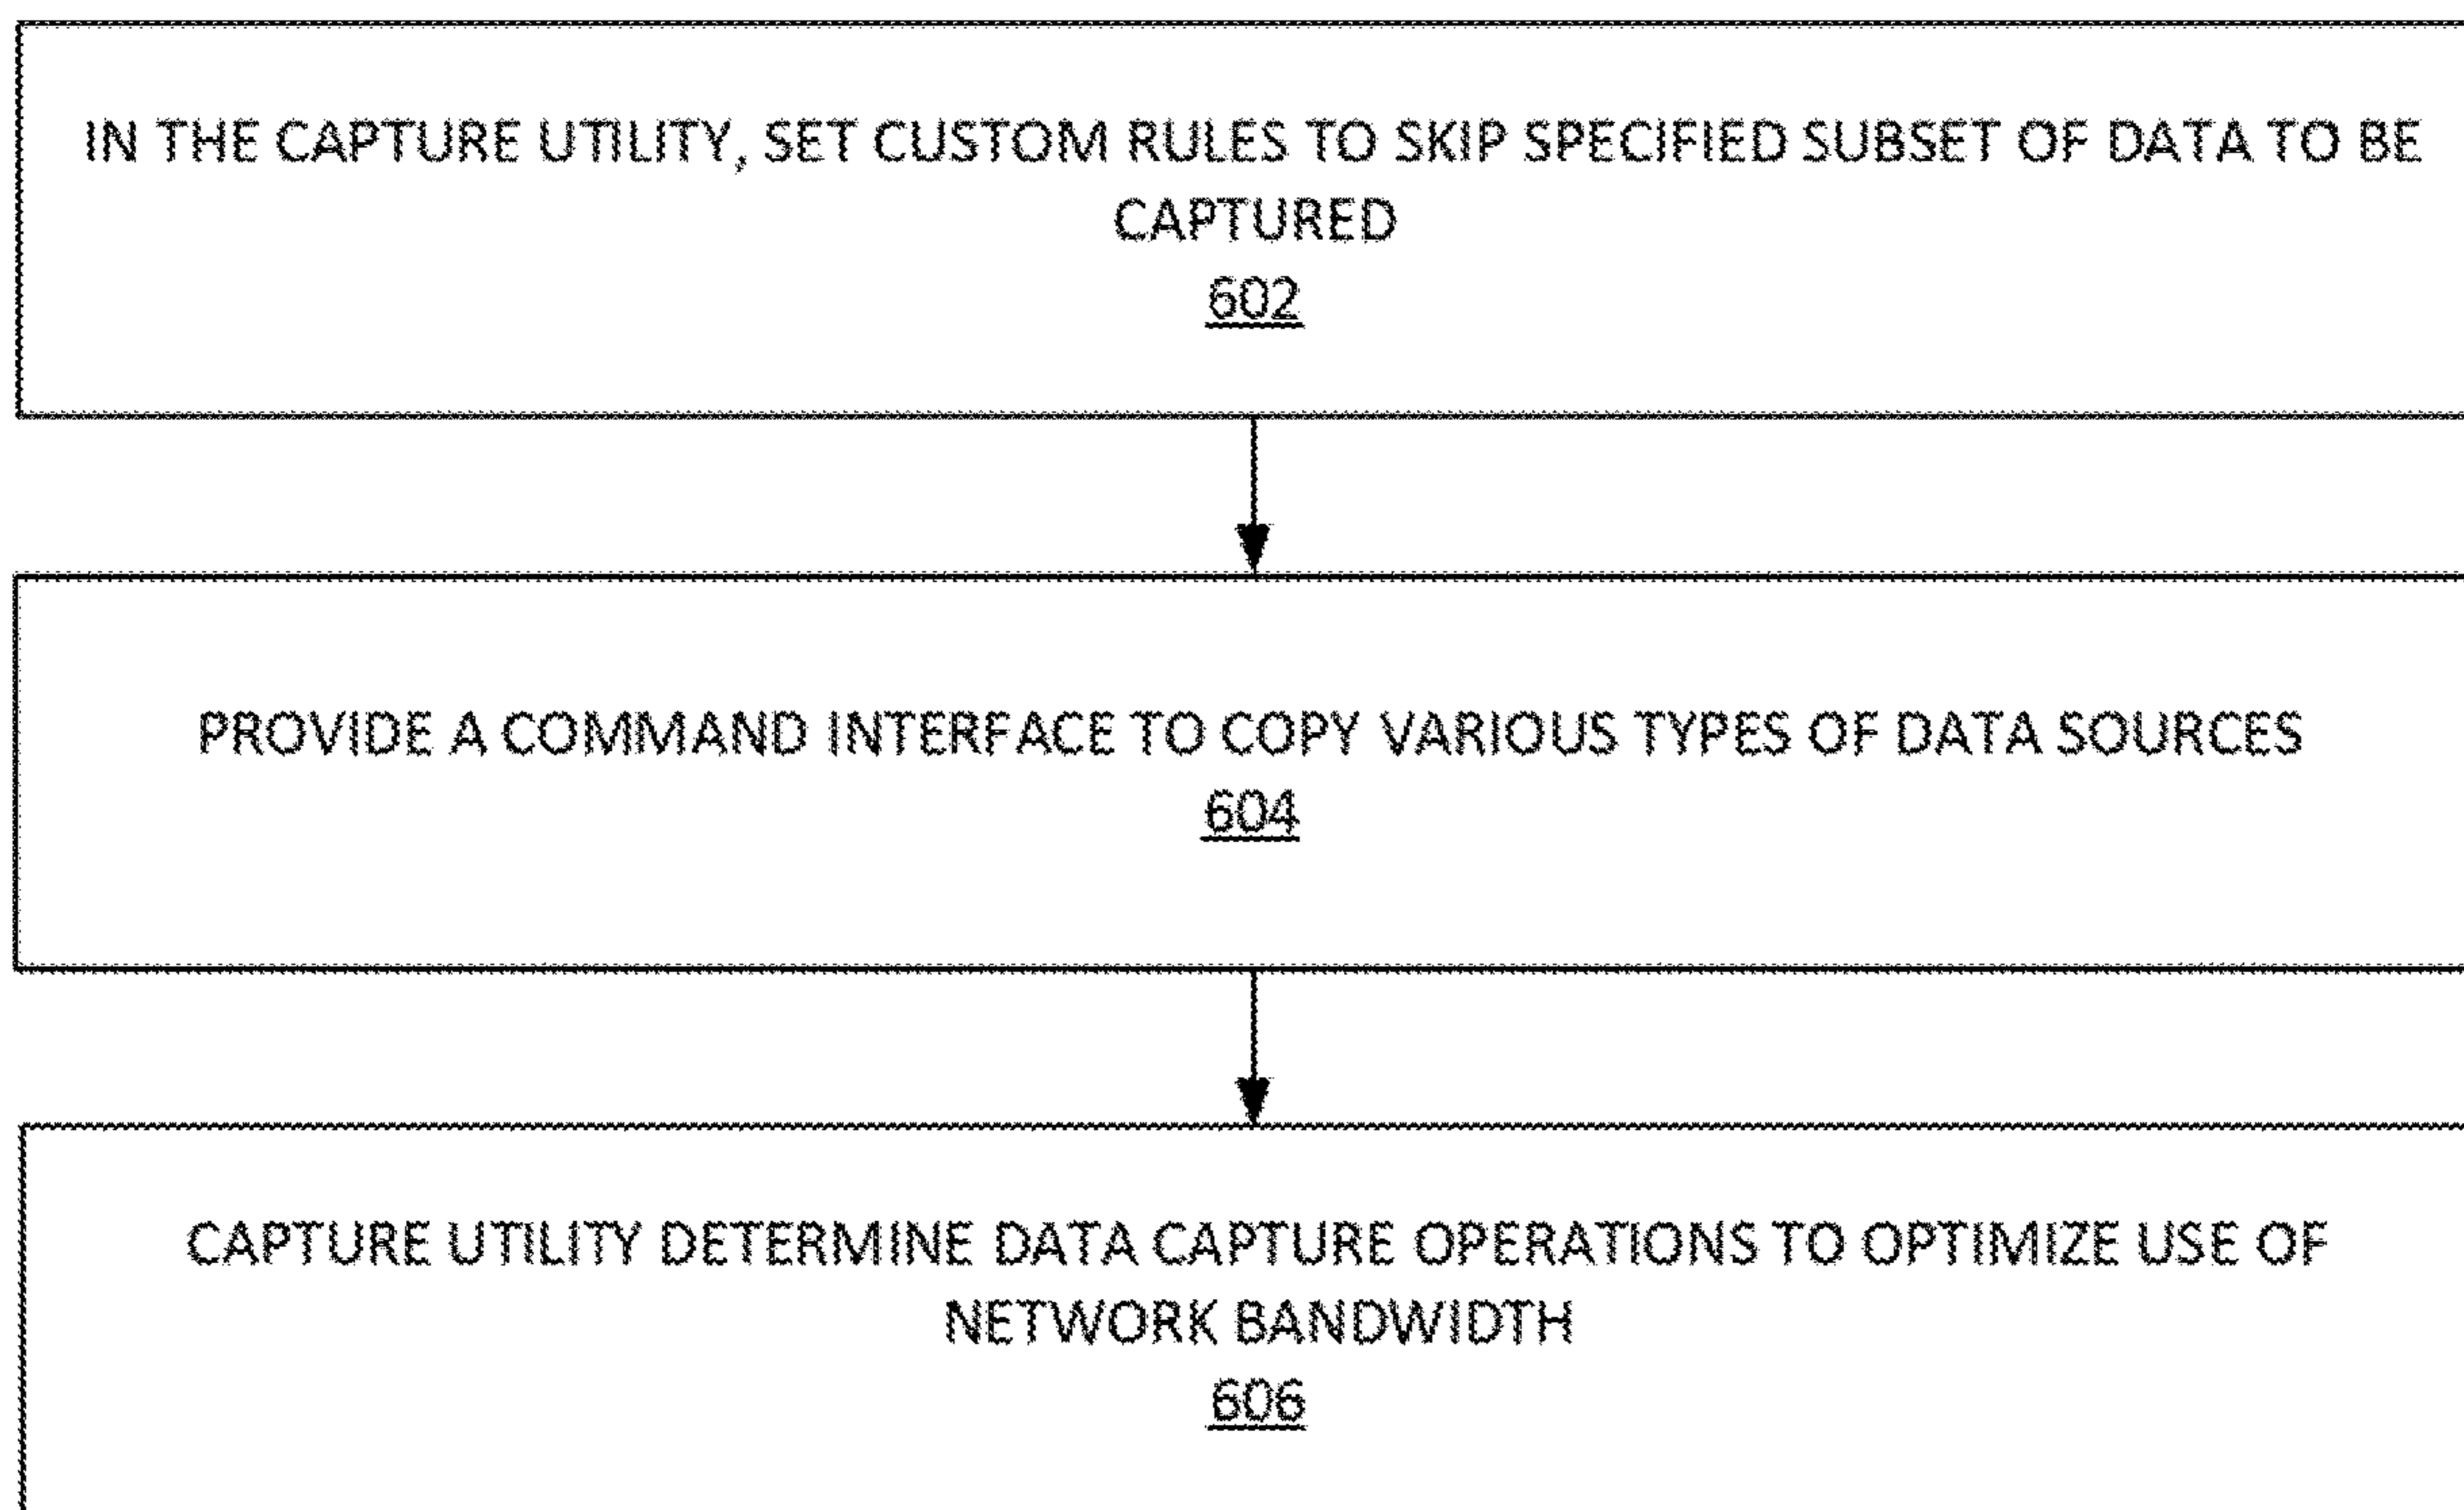 IN THE CAPTURE UTILITY, SET CUSTOM RULES TO SKIP SPECIFIED SUBSET OF DATA TO BE
CAPTURED
602
PROVIDE A COMMAND INTERFACE TO COPY VARIOUS TYPES OF DATA SOURCES
604
CAPTURE UTILITY DETERMINE DATA CAPTURE OPERATIONS TO OPTIMIZE USE OF
NETWORK BANDWIDTH
606